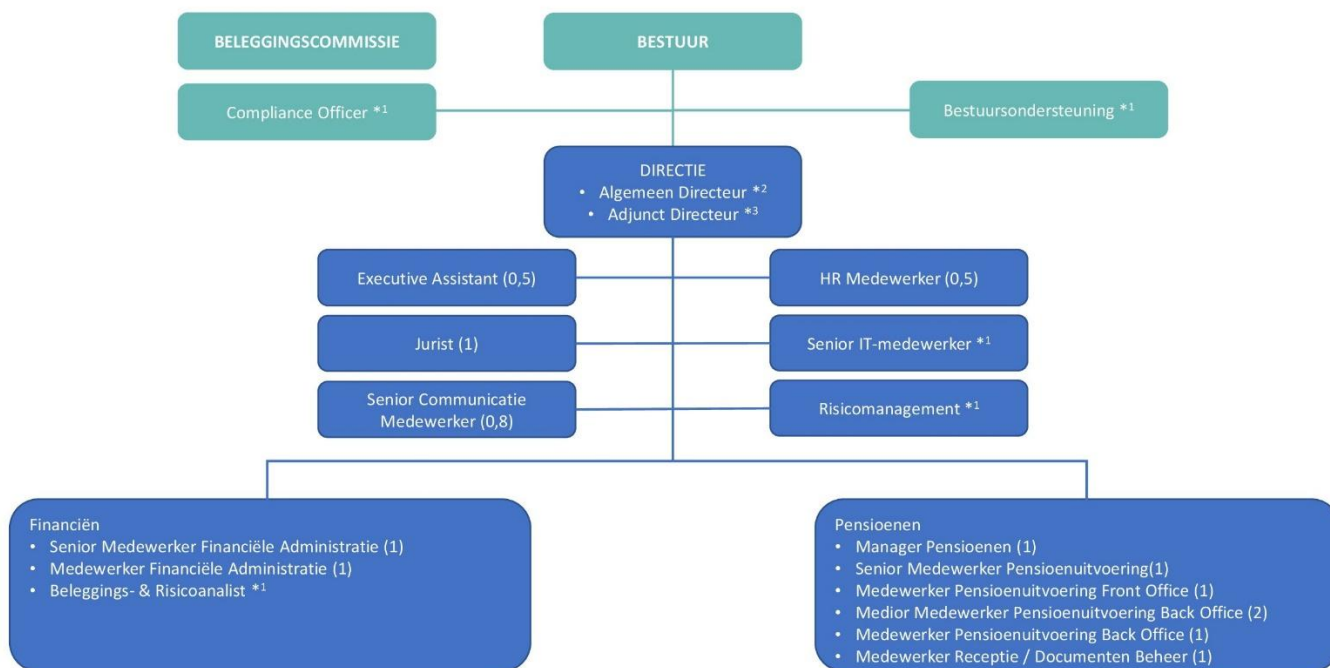 BELEGGINGSCOMMISSIE
BESTUUR
Compliance Officer *1
Bestuursondersteuning *1
DIRECTIE
• Algemeen Directeur *2
• Adjunct Directeur *3
Executive Assistant (0,5)
HR Medewerker (0,5)
Jurist (1)
Senior IT-medewerker *1
Senior Communicatie
Medewerker (0,8)
Risicomanagement *1
Financiën
• Senior Medewerker Financiële Administratie (1)
• Medewerker Financiële Administratie (1)
• Beleggings- & Risicoanalist *1
Pensioenen
• Manager Pensioenen (1)
• Senior Medewerker Pensioenuitvoering(1)
• Medewerker Pensioenuitvoering Front Office (1)
• Medior Medewerker Pensioenuitvoering Back Office (2)
• Medewerker Pensioenuitvoering Back Office (1)
• Medewerker Receptie / Documenten Beheer (1)